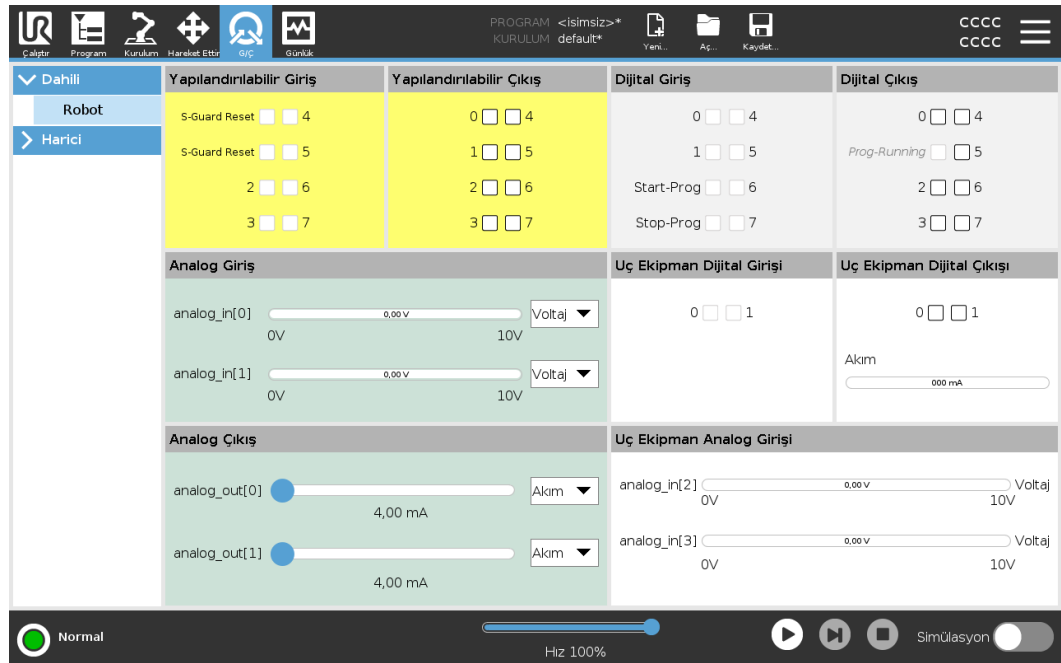 UR
PROGRAM <isimsiz>*
KURULUM default*
CCCC
CCCC
Çalıştır Program Kurulum Hareket Ettir G/Ç Günlük Yeni... Aç... Kaydet...
Dahili
Robot
Harici
Yapılandırılabilir Giriş
S-Guard Reset 4
S-Guard Reset 5
2 6
3 7
Yapılandırılabilir Çıkış
0 4
1 5
2 6
3 7
Dijital Giriş
0 4
1 5
Start-Prog 6
Stop-Prog 7
Dijital Çıkış
0 4
Prog-Running 5
2 6
3 7
Analog Giriş
analog_in[0] 0,00 V Voltaj
0V 10V
analog_in[1] 0,00 V Voltaj
0V 10V
Uç Ekipman Dijital Girişi
0 1
Uç Ekipman Dijital Çıkışı
0 1
Akım
000 mA
Analog Çıkış
analog_out[0] Akım
4,00 mA
analog_out[1] Akım
4,00 mA
Uç Ekipman Analog Girişi
analog_in[2] 0,00 V Voltaj
0V 10V
analog_in[3] 0,00 V Voltaj
0V 10V
Normal
Hız 100%
Simülasyon